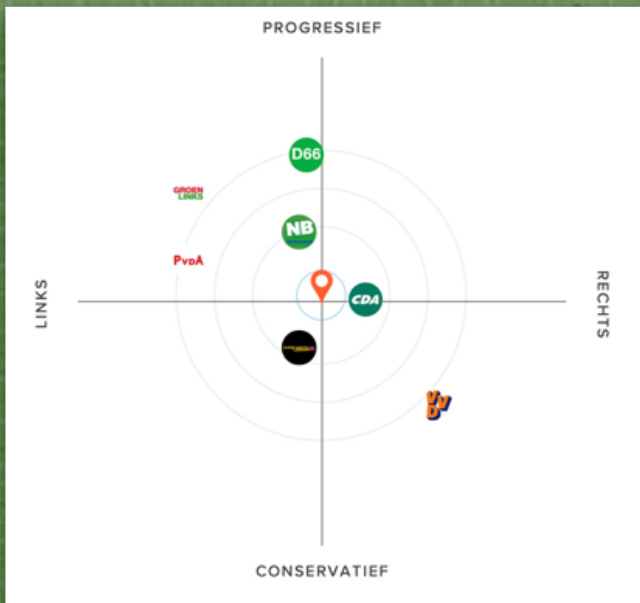 PROGRESSIEF
D66
GROEN
LINKS
NB
PvdA
LINKS
CDA
RECHTS
VVD
CONSERVATIEF